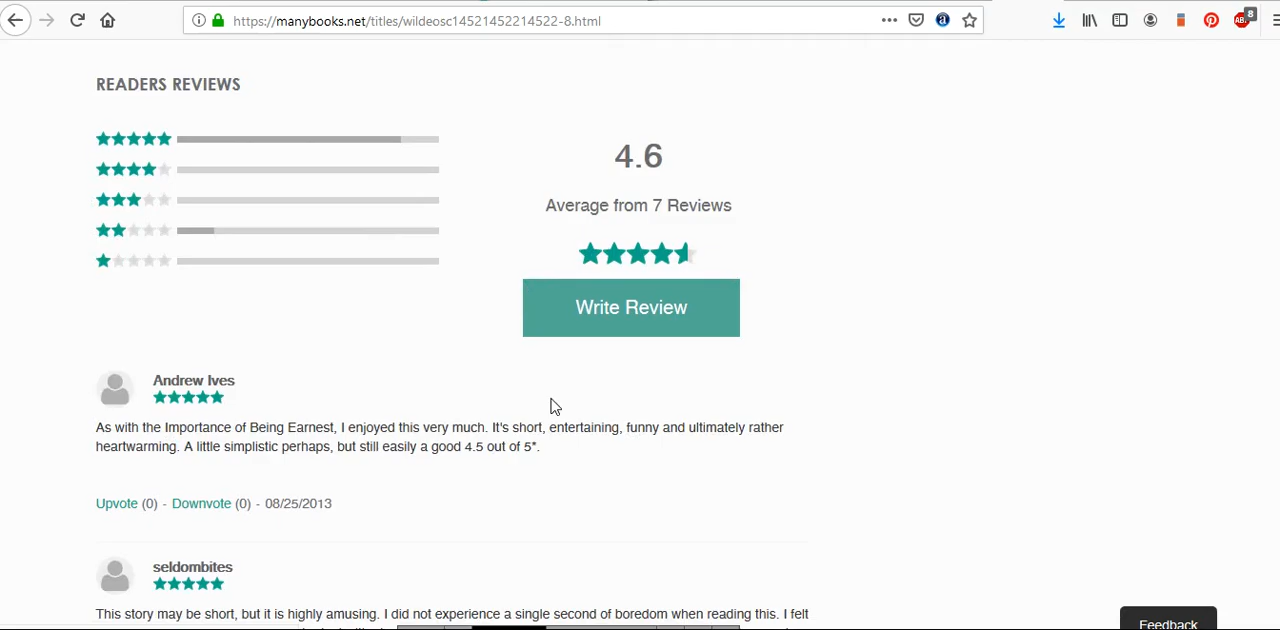 https://manybooks.net/titles/wildeosc14521452214522-8.html
8
READERS REVIEWS
4.6
Average from 7 Reviews
Write Review
Andrew Ives
As with the Importance of Being Earnest, I enjoyed this very much. It's short, entertaining, funny and ultimately rather
heartwarming. A little simplistic perhaps, but still easily a good 4.5 out of 5*.
Upvote (0) - Downvote (0) - 08/25/2013
seldombites
This story may be short, but it is highly amusing. I did not experience a single second of boredom when reading this. I felt
Feedback